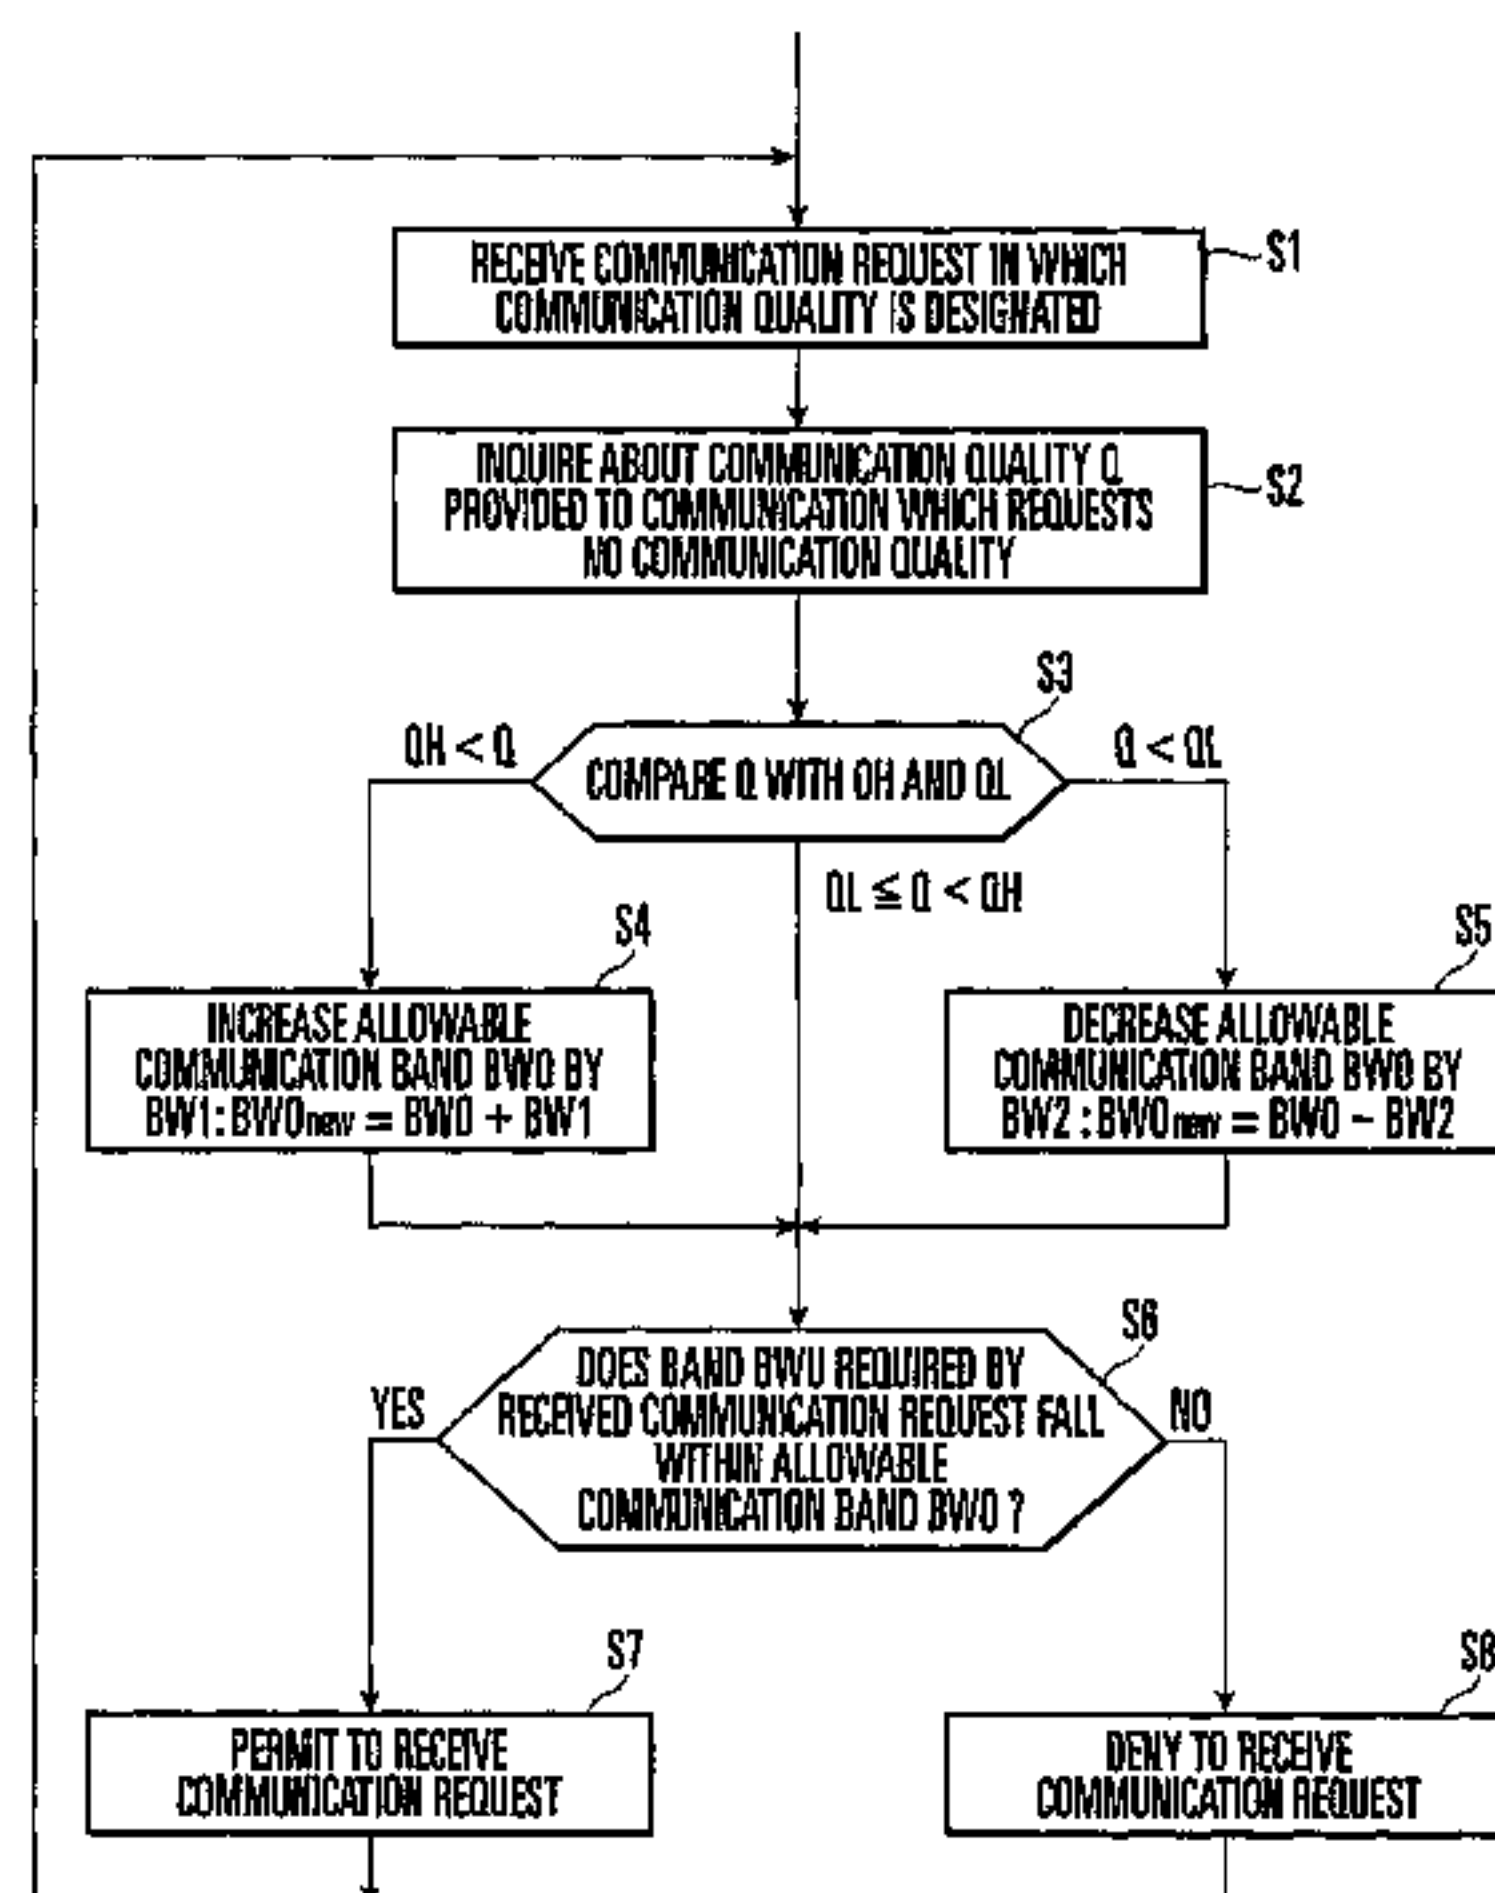 RECEIVE COMMUNICATION REQUEST IN WHICH
COMMUNICATION QUALITY IS DESIGNATED
S1
INQUIRE ABOUT COMMUNICATION QUALITY Q
PROVIDED TO COMMUNICATION WHICH REQUESTS
NO COMMUNICATION QUALITY
S2
S3
QH < Q
COMPARE Q WITH QH AND QL
Q < QL
QL ≦ Q < QH
S4
INCREASE ALLOWABLE
COMMUNICATION BAND BW0 BY
BW1 : BW0new = BW0 + BW1
S5
DECREASE ALLOWABLE
COMMUNICATION BAND BW0 BY
BW2 : BW0new = BW0 - BW2
S6
YES
DOES BAND BWU REQUIRED BY
RECEIVED COMMUNICATION REQUEST FALL
WITHIN ALLOWABLE
COMMUNICATION BAND BW0 ?
NO
S7
PERMIT TO RECEIVE
COMMUNICATION REQUEST
S8
DENY TO RECEIVE
COMMUNICATION REQUEST